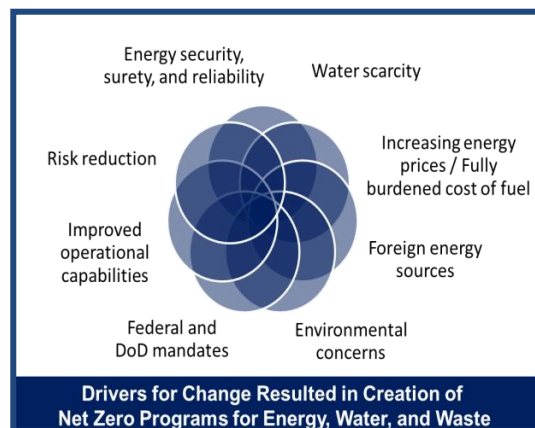 Energy security,
surety, and reliability
Water scarcity
Risk reduction
Increasing energy
prices / Fully
burdened cost of fuel
Improved
operational
capabilities
Foreign energy
sources
Federal and
DoD mandates
Environmental
concerns
Drivers for Change Resulted in Creation of
Net Zero Programs for Energy, Water, and Waste